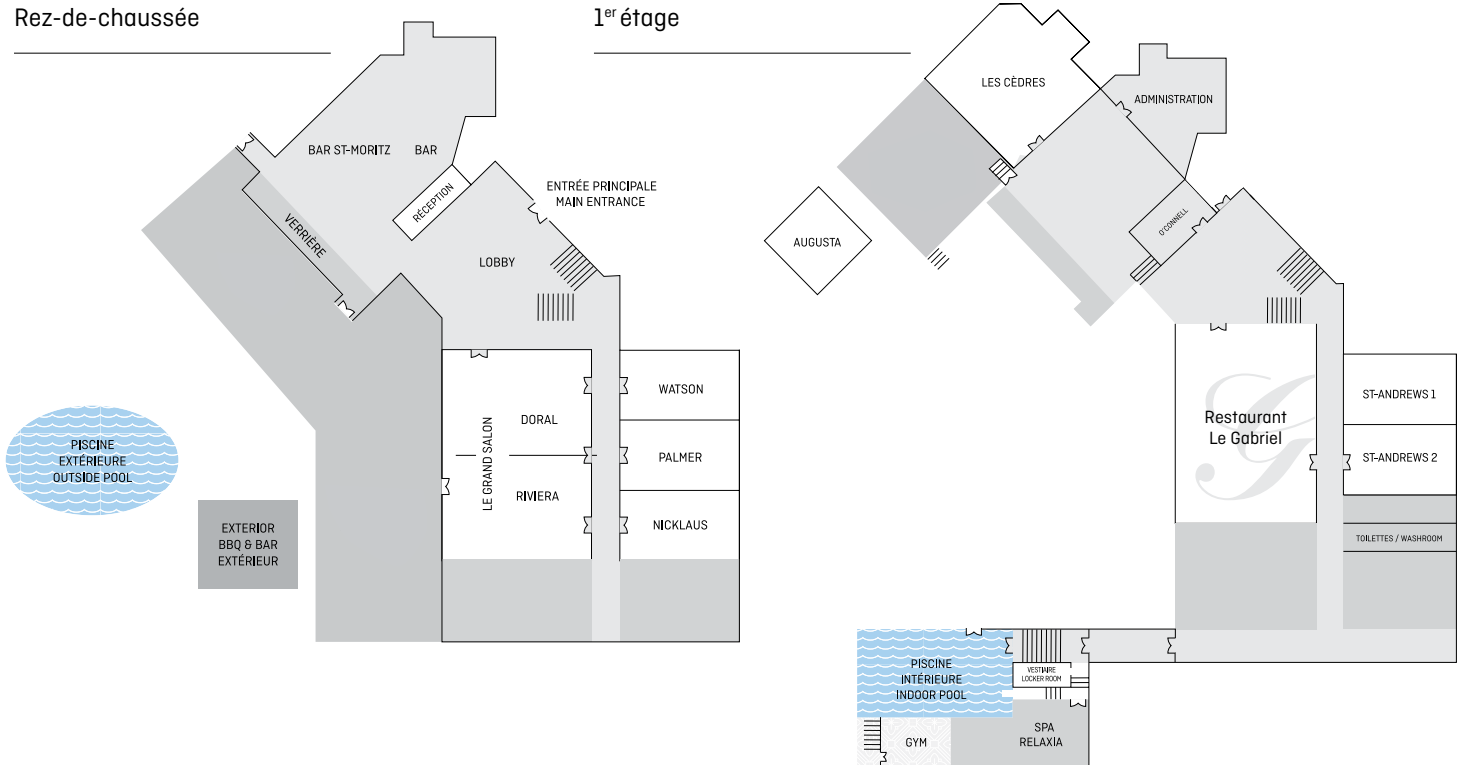 Rez-de-chaussée
BAR ST-MORITZ
BAR
RÉCEPTION
ENTRÉE PRINCIPALE
MAIN ENTRANCE
VERRIÈRE
LOBBY
WATSON
DORAL
LE GRAND SALON
PALMER
RIVIERA
NICKLAUS
PISCINE
EXTÉRIEURE
OUTSIDE POOL
EXTERIOR
BBQ & BAR
EXTÉRIEUR
1er étage
LES CÈDRES
ADMINISTRATION
O'CONNELL
AUGUSTA
G
Restaurant
Le Gabriel
ST-ANDREWS 1
ST-ANDREWS 2
TOILETTES / WASHROOM
PISCINE
INTÉRIEURE
INDOOR POOL
VESTIAIRE
LOCKER ROOM
GYM
SPA
RELAXIA